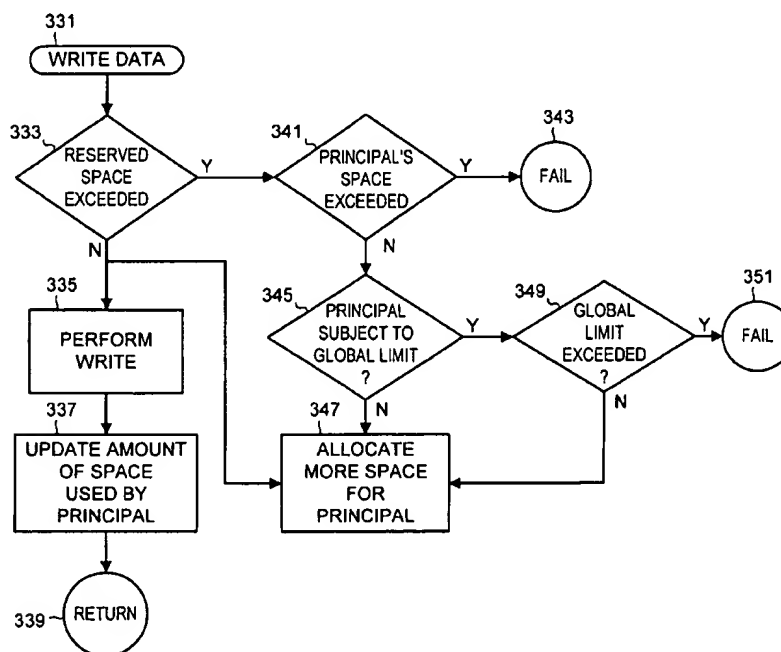 331
WRITE DATA
333
RESERVED
SPACE
EXCEEDED
Y
N
341
PRINCIPAL'S
SPACE
EXCEEDED
Y
N
343
FAIL
335
PERFORM
WRITE
345
PRINCIPAL
SUBJECT TO
GLOBAL LIMIT
?
Y
N
349
GLOBAL
LIMIT
EXCEEDED
?
Y
N
351
FAIL
337
UPDATE AMOUNT
OF SPACE
USED BY
PRINCIPAL
347
ALLOCATE
MORE SPACE
FOR
PRINCIPAL
339
RETURN